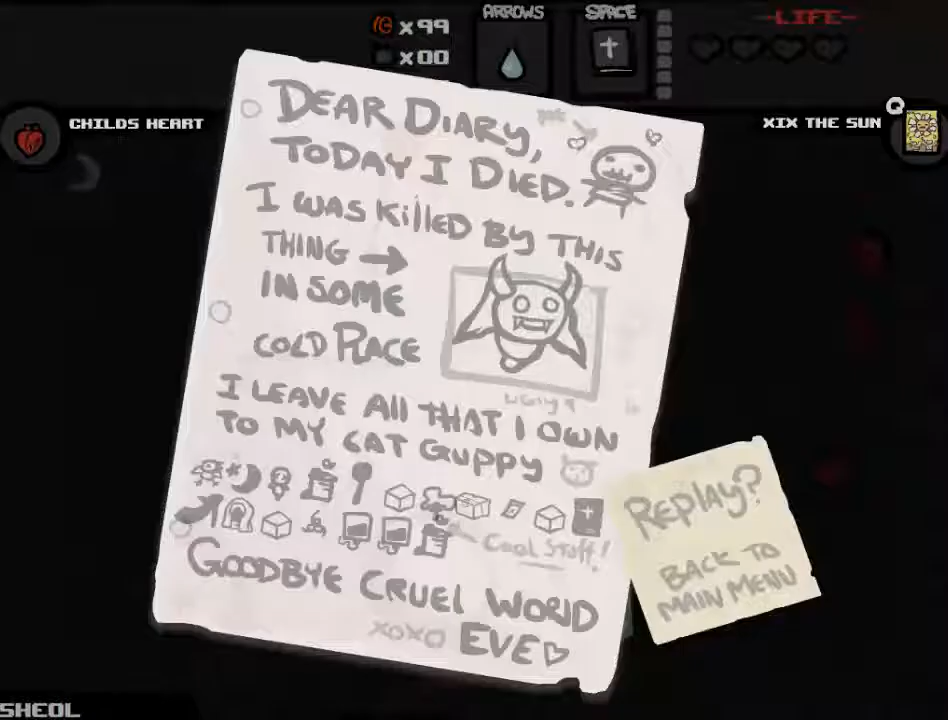 ARROWS
SPACE
LIFE
x99
x00
Q
CHILDS HEART
XIX THE SUN
DEAR DIARY,
TODAY I DIED.
I WAS KillED BY THIS
THING →
IN SOME
COLD PLACE
I LEAVE All THAT I OWN
TO MY CAT GUPPY
COOL STUFF!
GOODBYE CRUEL WORLD
XOXO EVE
REPlAY?
BACK TO
MAIN MENU
SHEOL